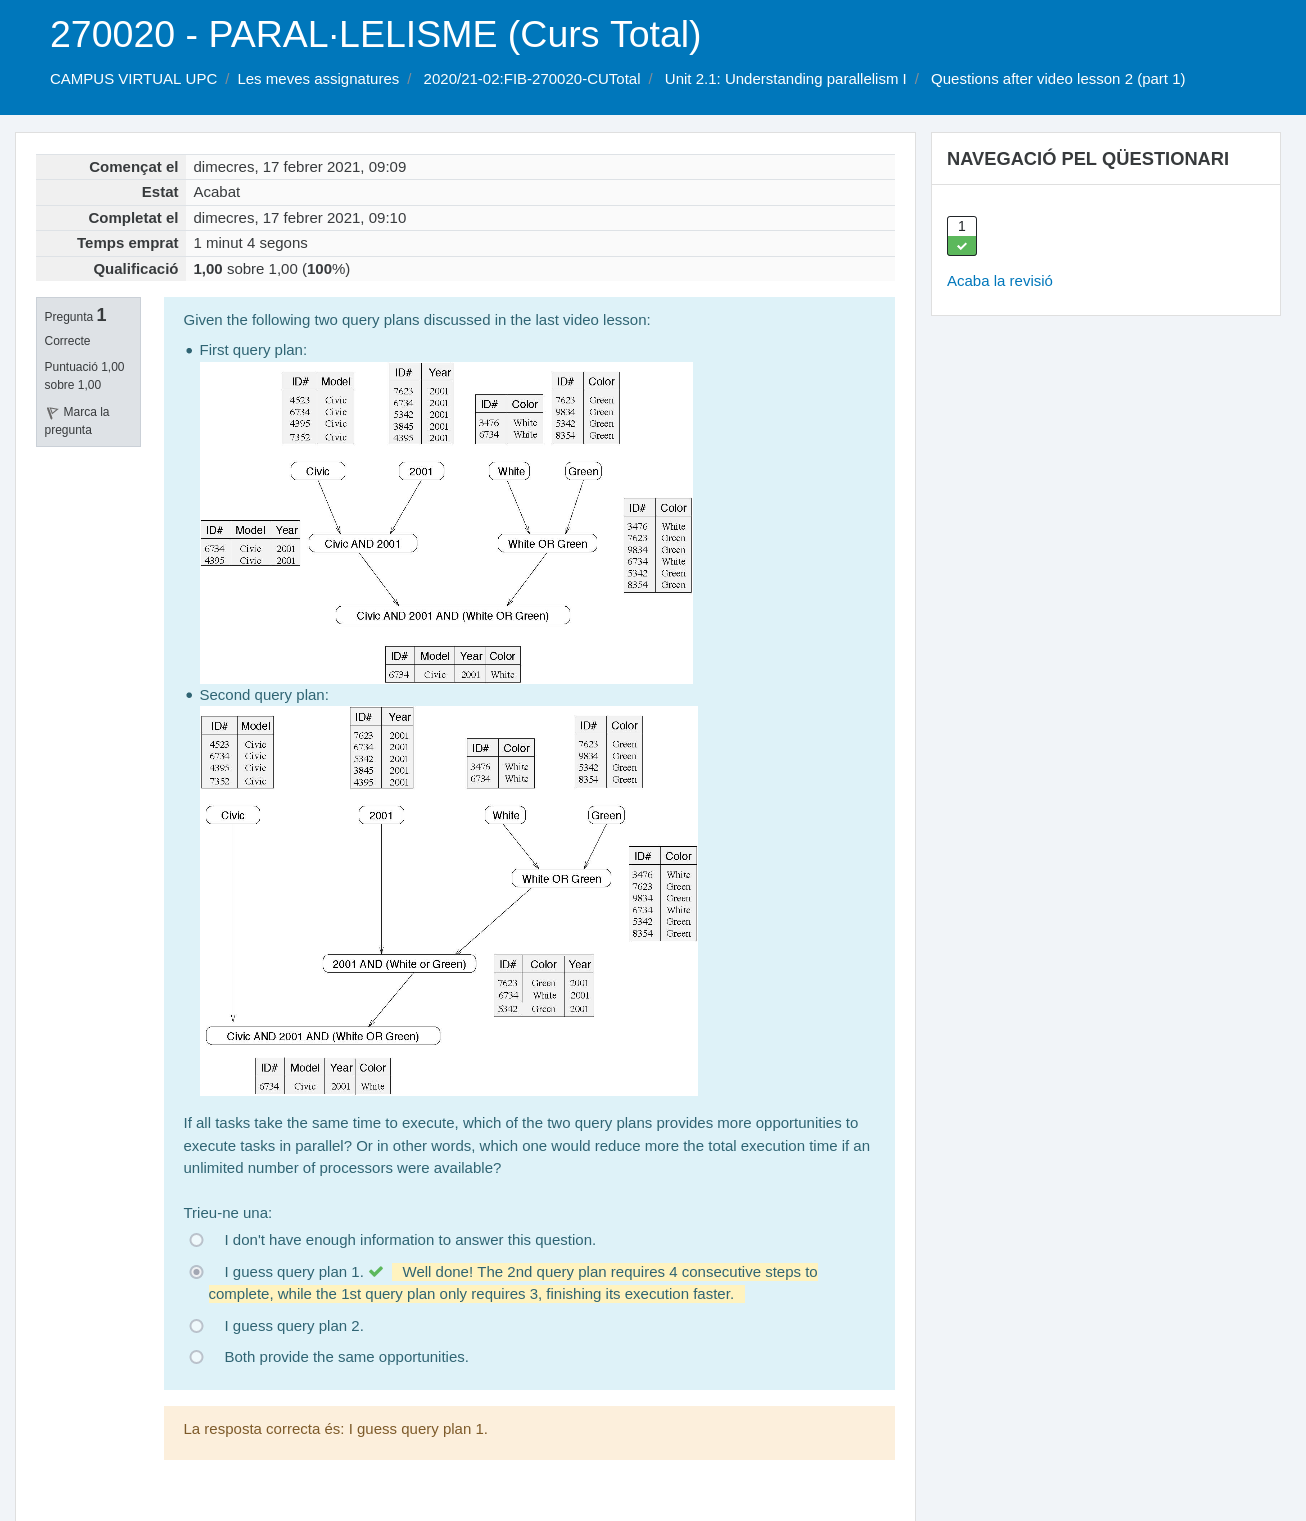 270020 - PARAL·LELISME (Curs Total)
CAMPUS VIRTUAL UPC / Les meves assignatures / 2020/21-02:FIB-270020-CUTotal / Unit 2.1: Understanding parallelism I / Questions after video lesson 2 (part 1)
Començat el dimecres, 17 febrer 2021, 09:09
Estat Acabat
Completat el dimecres, 17 febrer 2021, 09:10
Temps emprat 1 minut 4 segons
Qualificació 1,00 sobre 1,00 (100%)
NAVEGACIÓ PEL QÜESTIONARI
1
Acaba la revisió
Pregunta 1
Correcte
Puntuació 1,00
sobre 1,00
Marca la
pregunta
Given the following two query plans discussed in the last video lesson:
• First query plan:
ID# Model
4523 Civic
6734 Civic
4395 Civic
7352 Civic
ID# Year
7623 2001
6734 2001
5342 2001
3845 2001
4395 2001
ID# Color
3476 White
6734 White
ID# Color
7623 Green
9834 Green
5342 Green
8354 Green
Civic 2001 White Green
ID# Model Year
6734 Civic 2001
4395 Civic 2001
Civic AND 2001
White OR Green
ID# Color
3476 White
7623 Green
9834 Green
6734 White
5342 Green
8354 Green
Civic AND 2001 AND (White OR Green)
ID# Model Year Color
6734 Civic 2001 White
• Second query plan:
ID# Model
4523 Civic
6734 Civic
4395 Civic
7352 Civic
ID# Year
7623 2001
6734 2001
5342 2001
3845 2001
4395 2001
ID# Color
3476 White
6734 White
ID# Color
7623 Green
9834 Green
5342 Green
8354 Green
Civic 2001 White Green
White OR Green
ID# Color
3476 White
7623 Green
9834 Green
6734 White
5342 Green
8354 Green
2001 AND (White or Green)
ID# Color Year
7623 Green 2001
6734 White 2001
5342 Green 2001
Civic AND 2001 AND (White OR Green)
ID# Model Year Color
6734 Civic 2001 White
If all tasks take the same time to execute, which of the two query plans provides more opportunities to
execute tasks in parallel? Or in other words, which one would reduce more the total execution time if an
unlimited number of processors were available?
Trieu-ne una:
I don't have enough information to answer this question.
I guess query plan 1. Well done! The 2nd query plan requires 4 consecutive steps to
complete, while the 1st query plan only requires 3, finishing its execution faster.
I guess query plan 2.
Both provide the same opportunities.
La resposta correcta és: I guess query plan 1.